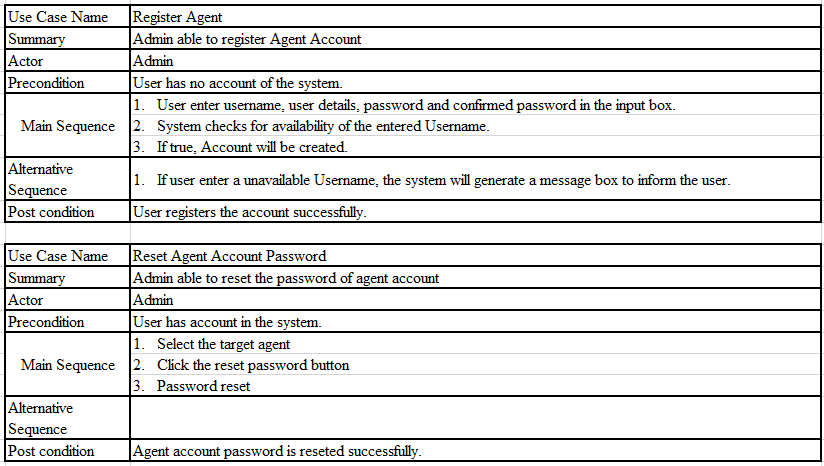 Use Case Name Register Agent
Summary Admin able to register Agent Account
Actor Admin
Precondition User has no account of the system.
Main Sequence
1. User enter username, user details, password and confirmed password in the input box.
2. System checks for availability of the entered Username.
3. If true, Account will be created.
Alternative
Sequence
1. If user enter a unavailable Username, the system will generate a message box to inform the user.
Post condition User registers the account successfully.
Use Case Name Reset Agent Account Password
Summary Admin able to reset the password of agent account
Actor Admin
Precondition User has account in the system.
Main Sequence
1. Select the target agent
2. Click the reset password button
3. Password reset
Alternative
Sequence
Post condition Agent account password is reseted successfully.